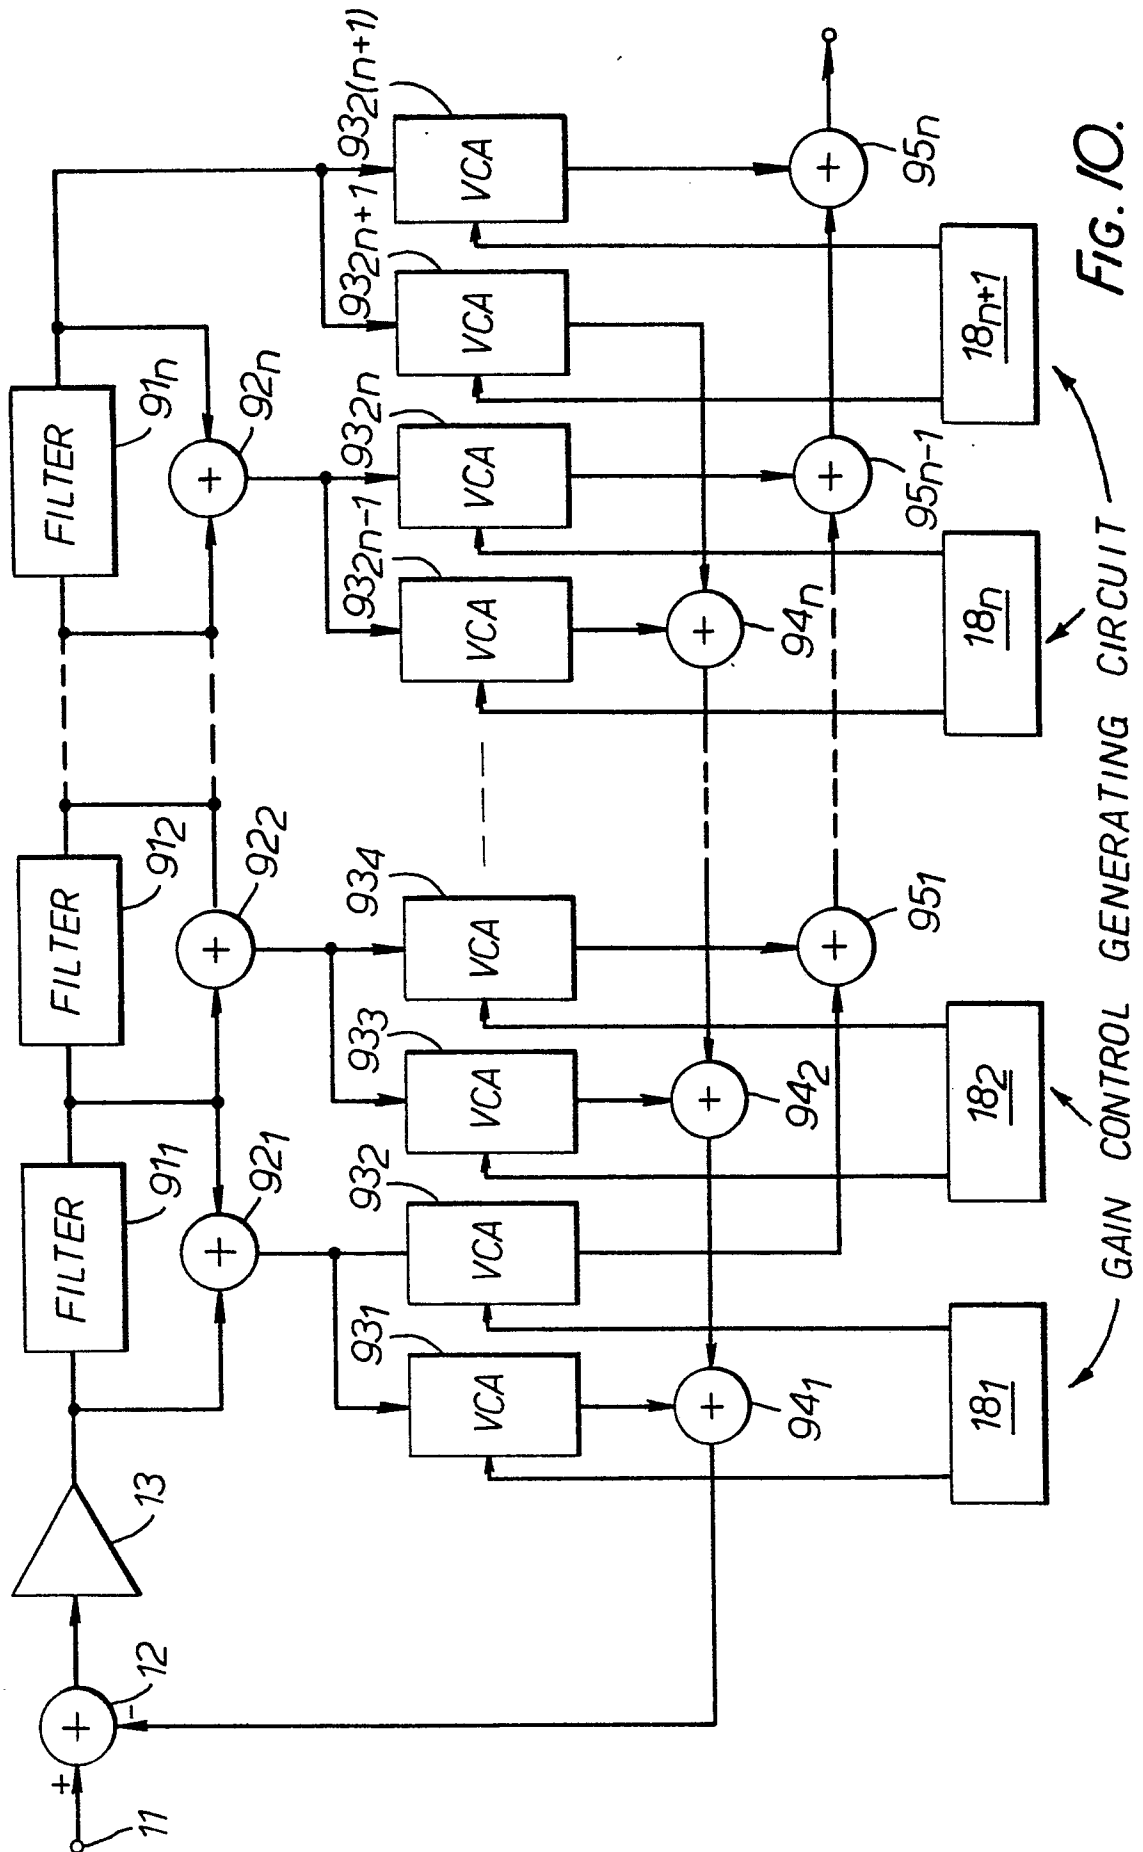 11
+
12
+
-
13
FILTER
91₁
FILTER
91₂
FILTER
91n
+
92₁
+
92₂
+
92n
93₁
93₂
93₃
93₄
93₂n-1
93₂n
93₂n+1
93₂(n+1)
VCA
VCA
VCA
VCA
VCA
VCA
VCA
VCA
+
94₁
+
94₂
+
94n
+
95₁
+
95n-1
+
95n
18₁
18₂
18n
18n+1
GAIN CONTROL GENERATING CIRCUIT
FIG. 10.